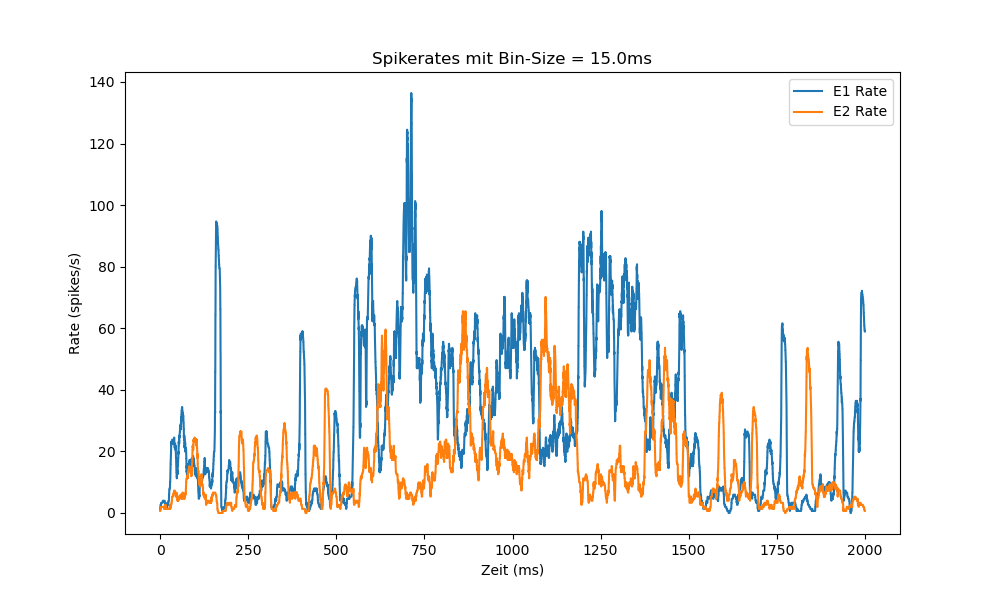 Spikerates mit Bin-Size = 15.0ms
E1 Rate
E2 Rate
Rate (spikes/s)
140
120
100
80
60
40
20
0
0 250 500 750 1000 1250 1500 1750 2000
Zeit (ms)